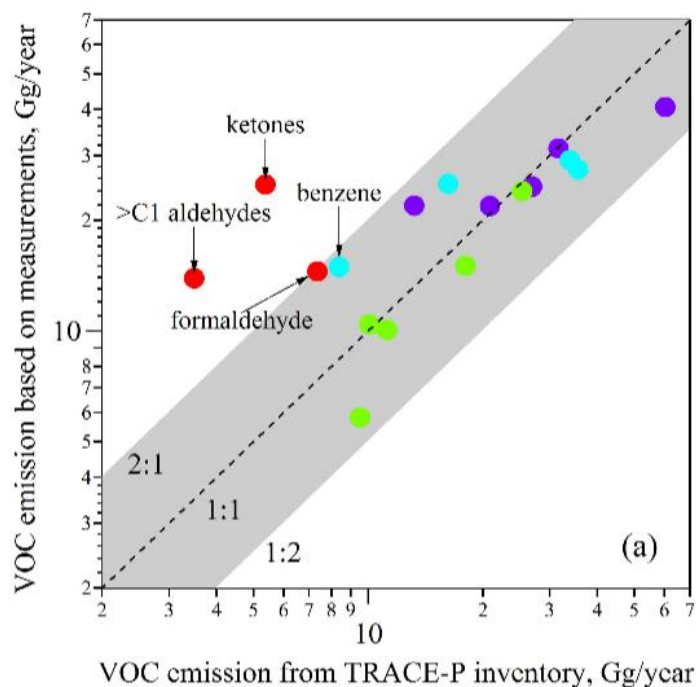 VOC emission based on measurements, Gg/year
7
6
5
4
3
2
10
9
8
7
6
5
4
3
2
ketones
>C1 aldehydes
benzene
formaldehyde
2:1
1:1
1:2
(a)
2 3 4 5 6 7 8 9 2 3 4 5 6 7
10
VOC emission from TRACE-P inventory, Gg/year